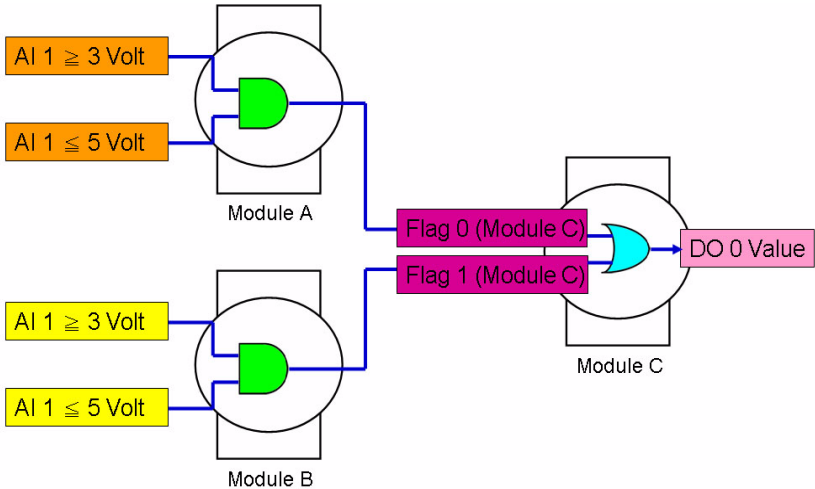 AI 1 ≧ 3 Volt
AI 1 ≦ 5 Volt
Module A
Flag 0 (Module C)
Flag 1 (Module C)
DO 0 Value
Module C
AI 1 ≧ 3 Volt
AI 1 ≦ 5 Volt
Module B